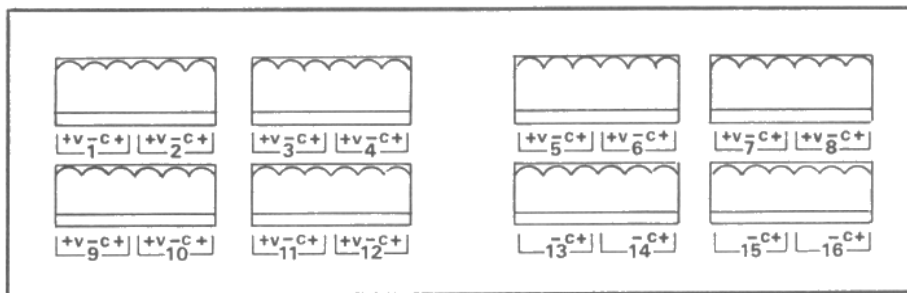 +V–C+ +V–C+ +V–C+ +V–C+ +V–C+ +V–C+ +V–C+ +V–C+
1 2 3 4 5 6 7 8
+V–C+ +V–C+ +V–C+ +V–C+ –C+ – –C+ –C+
9 10 11 12 13 14 15 16